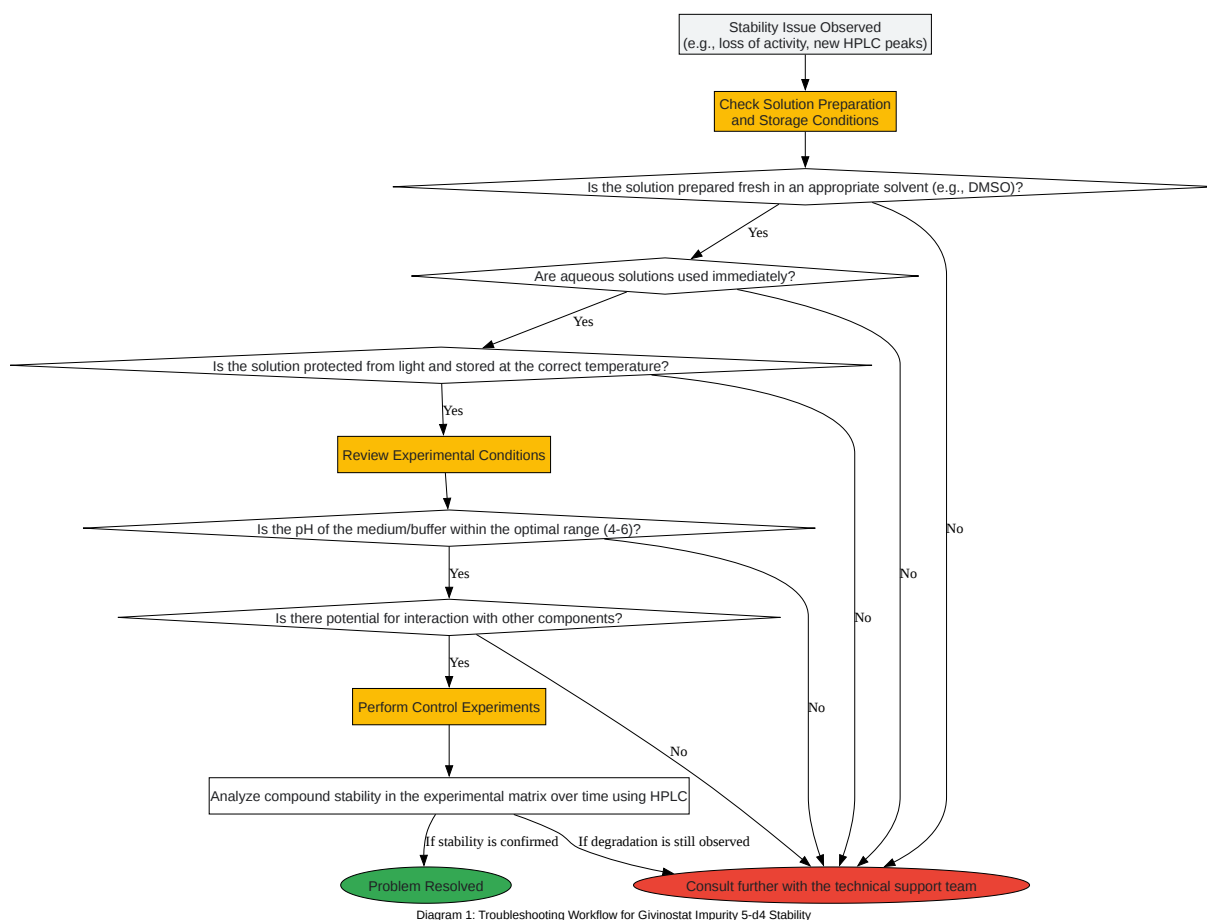 Stability Issue Observed
(e.g., loss of activity, new HPLC peaks)
Check Solution Preparation
and Storage Conditions
Is the solution prepared fresh in an appropriate solvent (e.g., DMSO)?
Yes
Are aqueous solutions used immediately?
Yes
Is the solution protected from light and stored at the correct temperature?
Yes
Review Experimental Conditions
Is the pH of the medium/buffer within the optimal range (4-6)?
No
Yes
No
Is there potential for interaction with other components?
No
Yes
Perform Control Experiments
No
No
Analyze compound stability in the experimental matrix over time using HPLC
If stability is confirmed
If degradation is still observed
Problem Resolved
Consult further with the technical support team
Diagram 1: Troubleshooting Workflow for Givinostat Impurity 5-d4 Stability